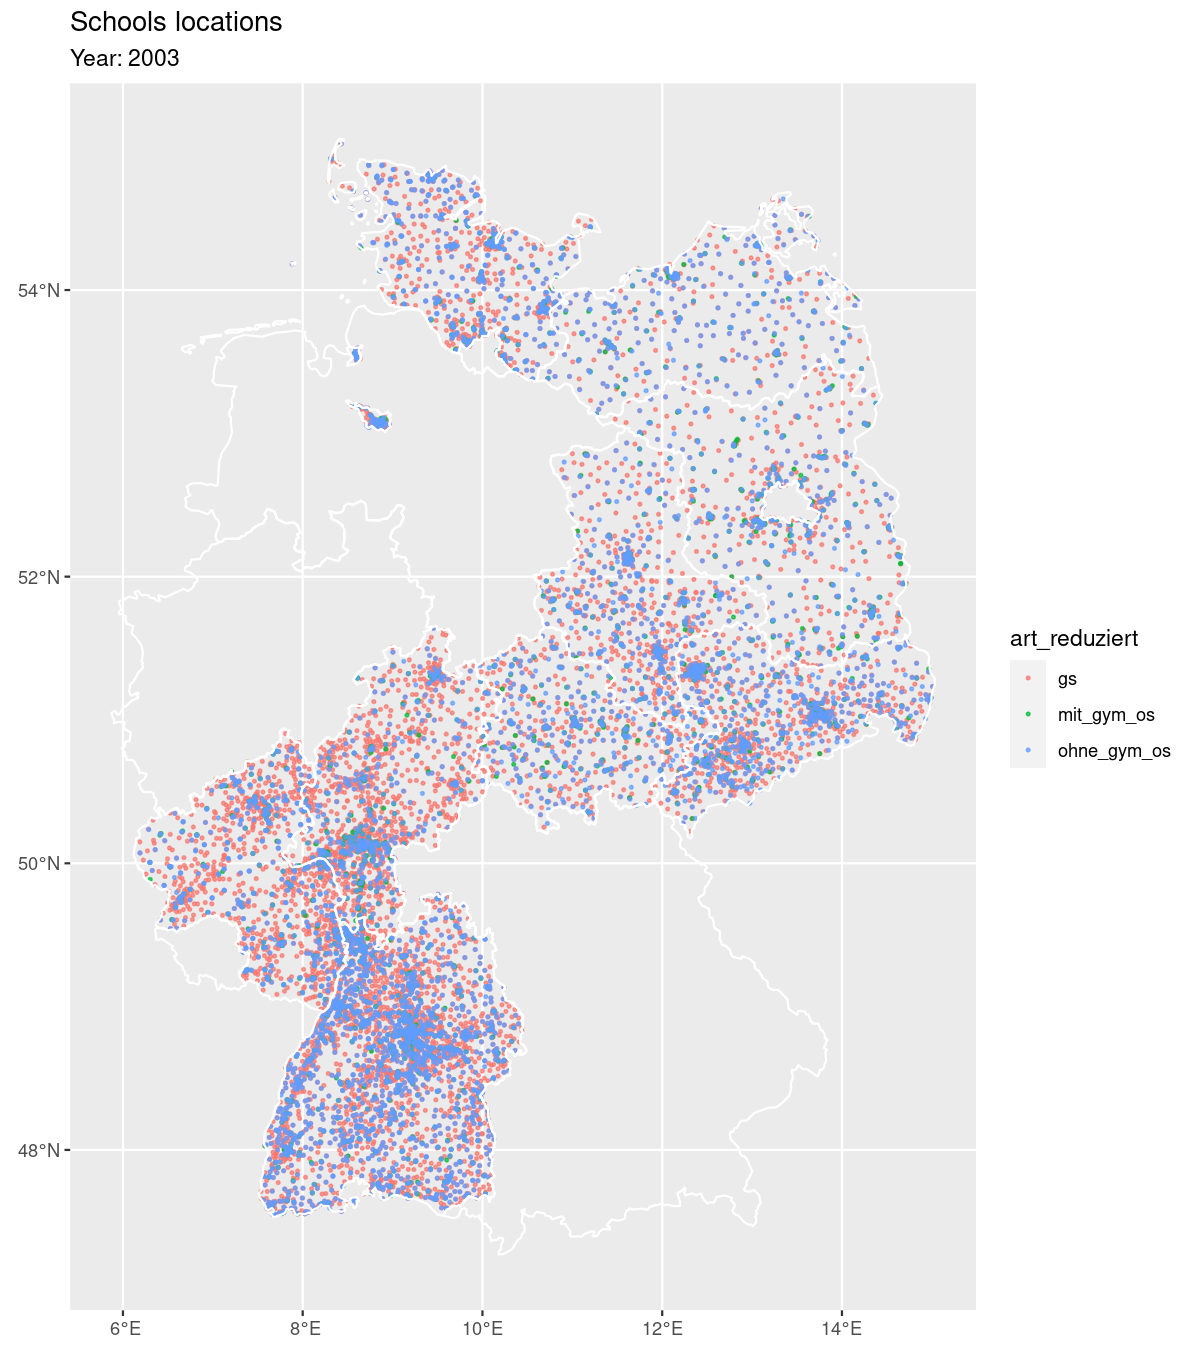 Schools locations
Year: 2003
54°N
52°N
50°N
48°N
6°E
8°E
10°E
12°E
14°E
art_reduziert
gs
mit_gym_os
ohne_gym_os